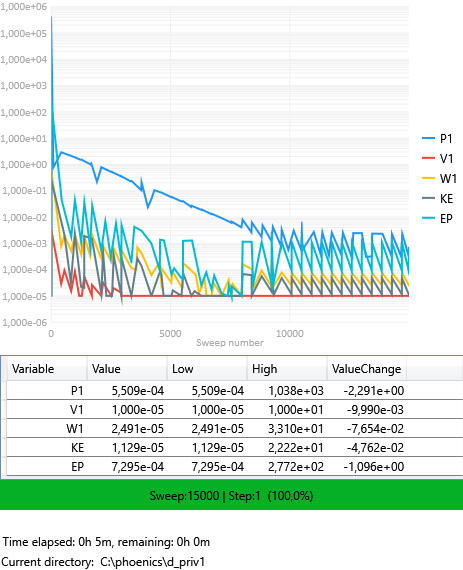 1,000e+06
1,000e+05
1,000e+04
1,000e+03
1,000e+02
1,000e+01
1,000e+00
1,000e-01
1,000e-02
1,000e-03
1,000e-04
1,000e-05
1,000e-06
0 5000 10000
Sweep number
P1
V1
W1
KE
EP
Variable Value Low High ValueChange
P1 5,509e-04 5,509e-04 1,038e+03 -2,291e+00
V1 1,000e-05 1,000e-05 1,000e+01 -9,990e-03
W1 2,491e-05 2,491e-05 3,310e+01 -7,654e-02
KE 1,129e-05 1,129e-05 2,222e+01 -4,762e-02
EP 7,295e-04 7,295e-04 2,772e+02 -1,096e+00
Sweep:15000 | Step:1 (100,0%)
Time elapsed: 0h 5m, remaining: 0h 0m
Current directory: C:\phoenics\d_priv1